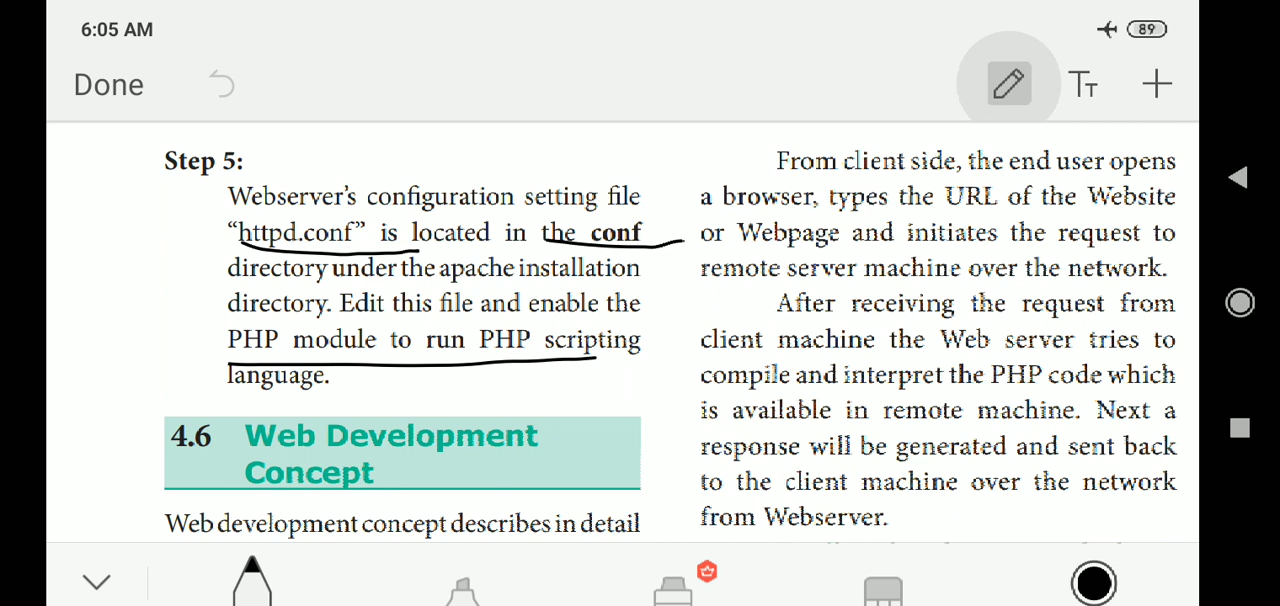 6:05 AM
89
Done
Tт
Step 5:
Webserver's configuration setting file
“httpd.conf” is located in the conf
directory under the apache installation
directory. Edit this file and enable the
PHP module to run PHP scripting
language.
4.6 Web Development
Concept
Web development concept describes in detail
From client side, the end user opens
a browser, types the URL of the Website
or Webpage and initiates the request to
remote server machine over the network.
After receiving the request from
client machine the Web server tries to
compile and interpret the PHP code which
is available in remote machine. Next a
response will be generated and sent back
to the client machine over the network
from Webserver.